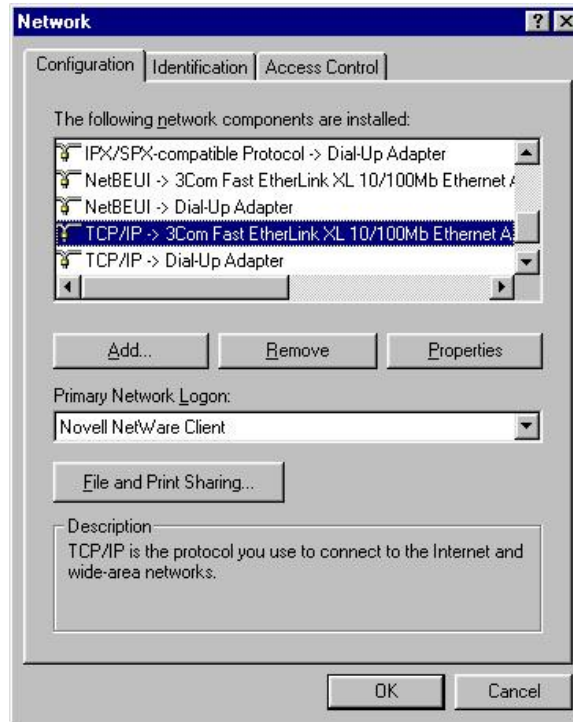 Network
Configuration Identification Access Control
The following network components are installed:
IPX/SPX-compatible Protocol -> Dial-Up Adapter
NetBEUI -> 3Com Fast EtherLink XL 10/100Mb Ethernet A
NetBEUI -> Dial-Up Adapter
TCP/IP -> 3Com Fast EtherLink XL 10/100Mb Ethernet A
TCP/IP -> Dial-Up Adapter
Add... Remove Properties
Primary Network Logon:
Novell NetWare Client
File and Print Sharing...
Description
TCP/IP is the protocol you use to connect to the Internet and
wide-area networks.
OK Cancel